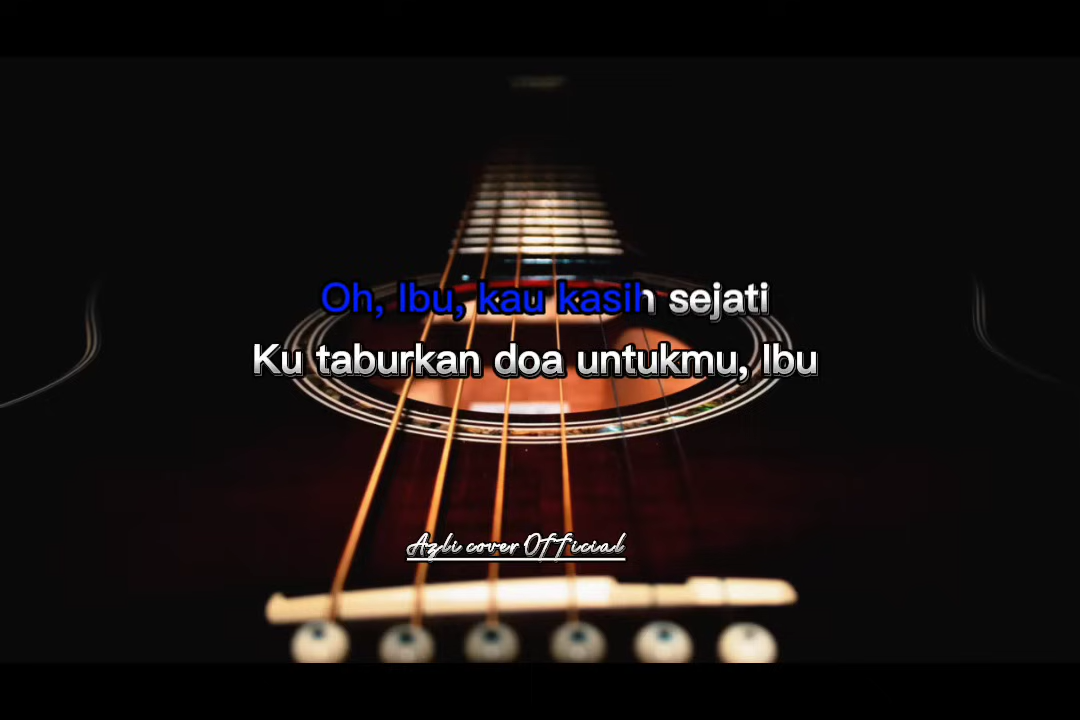 Oh, Ibu, kau kasih sejati
Ku taburkan doa untukmu, Ibu
Azli cover Official